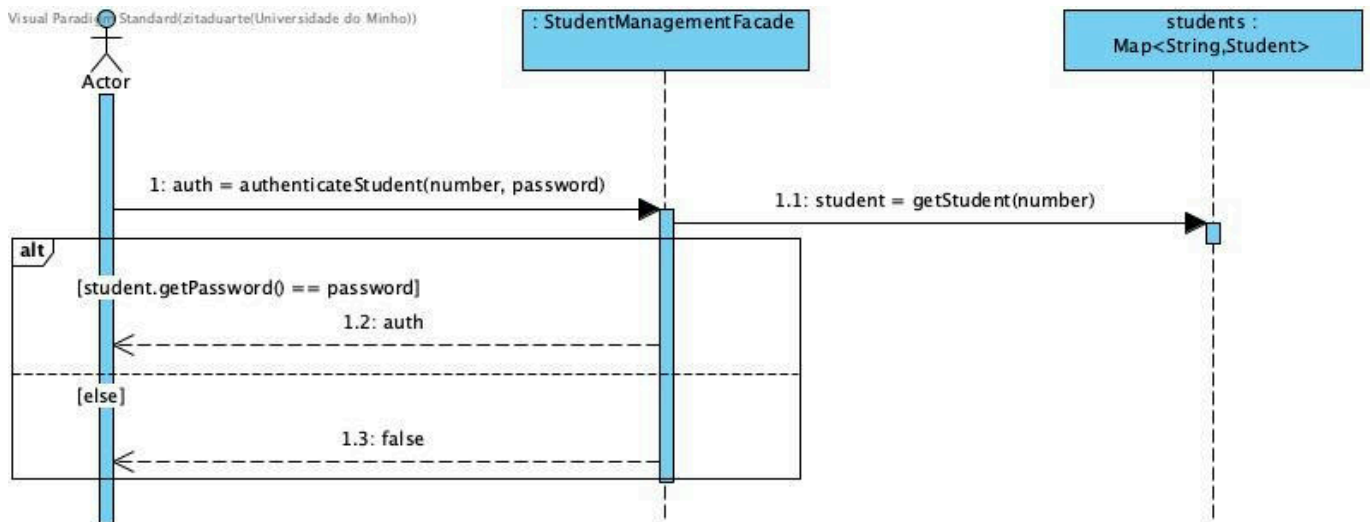 Visual Paradigm Standard(zitaduarte(Universidade do Minho))
: StudentManagementFacade
students :
Map<String,Student>
Actor
1: auth = authenticateStudent(number, password)
1.1: student = getStudent(number)
alt
[student.getPassword() == password]
1.2: auth
[else]
1.3: false